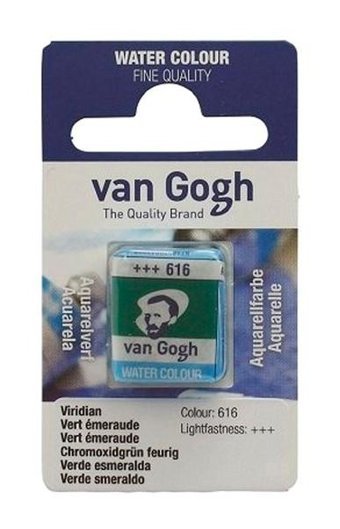 WATER COLOUR
FINE QUALITY
van Gogh
The Quality Brand
WATERCOLOUR
+++ 616
van Gogh
WATER COLOUR
Aquarelverf
Acuarela
Aquarellfarbe
Aquarelle
Viridian
Vert émeraude
Vert émeraude
Chromoxidgrün feurig
Verde esmeralda
Verde smeraldo
Colour: 616
Lightfastness: +++